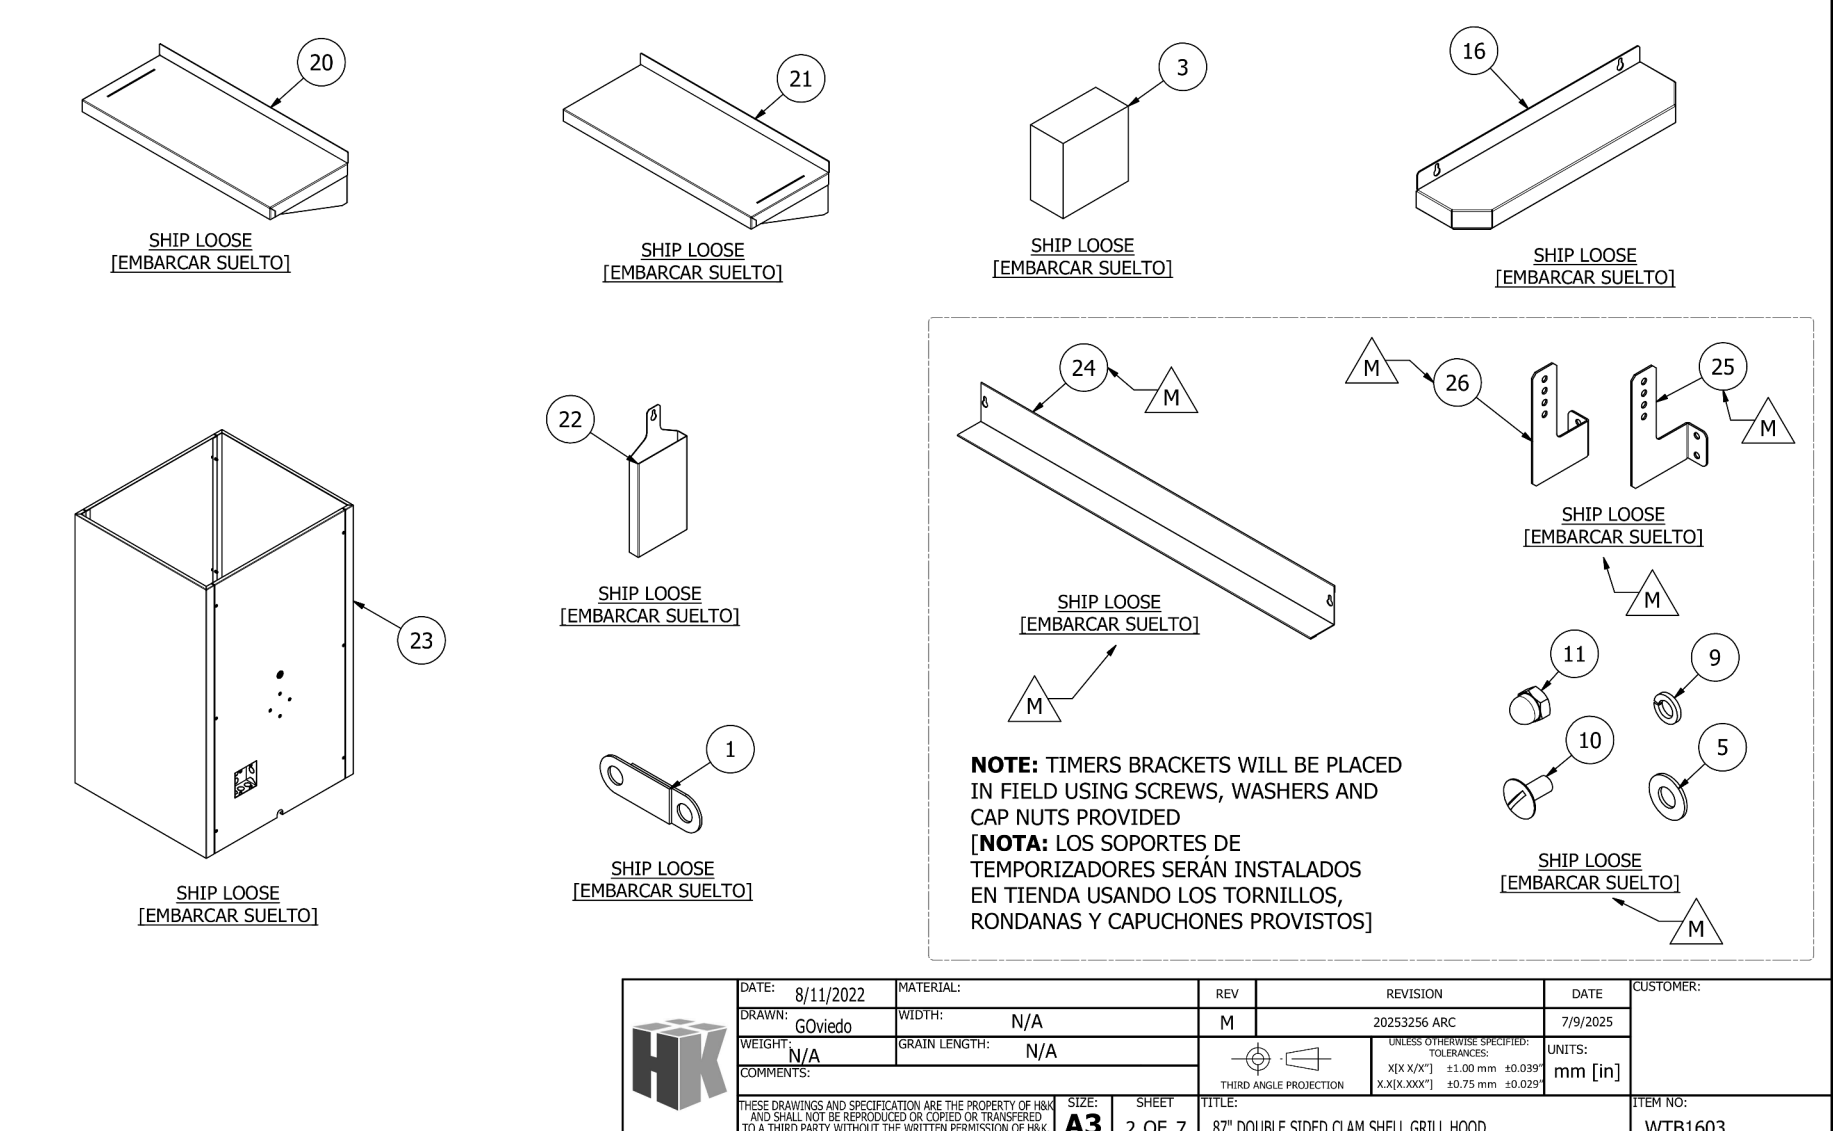 20
SHIP LOOSE
[EMBARCAR SUELTO]
21
SHIP LOOSE
[EMBARCAR SUELTO]
3
SHIP LOOSE
[EMBARCAR SUELTO]
16
SHIP LOOSE
[EMBARCAR SUELTO]
23
SHIP LOOSE
[EMBARCAR SUELTO]
22
SHIP LOOSE
[EMBARCAR SUELTO]
1
SHIP LOOSE
[EMBARCAR SUELTO]
24
M
SHIP LOOSE
[EMBARCAR SUELTO]
M
M
26
25
M
SHIP LOOSE
[EMBARCAR SUELTO]
M
11
9
10
5
SHIP LOOSE
[EMBARCAR SUELTO]
M
NOTE: TIMERS BRACKETS WILL BE PLACED
IN FIELD USING SCREWS, WASHERS AND
CAP NUTS PROVIDED
[NOTA: LOS SOPORTES DE
TEMPORIZADORES SERÁN INSTALADOS
EN TIENDA USANDO LOS TORNILLOS,
RONDANAS Y CAPUCHONES PROVISTOS]
HK
DATE: 8/11/2022
MATERIAL:
DRAWN: GOviedo
WIDTH: N/A
WEIGHT: N/A
GRAIN LENGTH: N/A
COMMENTS:
REV REVISION DATE
M 20253256 ARC 7/9/2025
THIRD ANGLE PROJECTION
UNLESS OTHERWISE SPECIFIED:
TOLERANCES:
X[X X/X"] ±1.00 mm ±0.039"
X.X[X.XXX"] ±0.75 mm ±0.029"
UNITS:
mm [in]
CUSTOMER:
THESE DRAWINGS AND SPECIFICATION ARE THE PROPERTY OF H&K
AND SHALL NOT BE REPRODUCED OR COPIED OR TRANSFERED
TO A THIRD PARTY WITHOUT THE WRITTEN PERMISSION OF H&K.
SIZE:
A3
SHEET
2 OF 7
TITLE:
87" DOUBLE SIDED CLAM SHELL GRILL HOOD
ITEM NO:
WTB1603